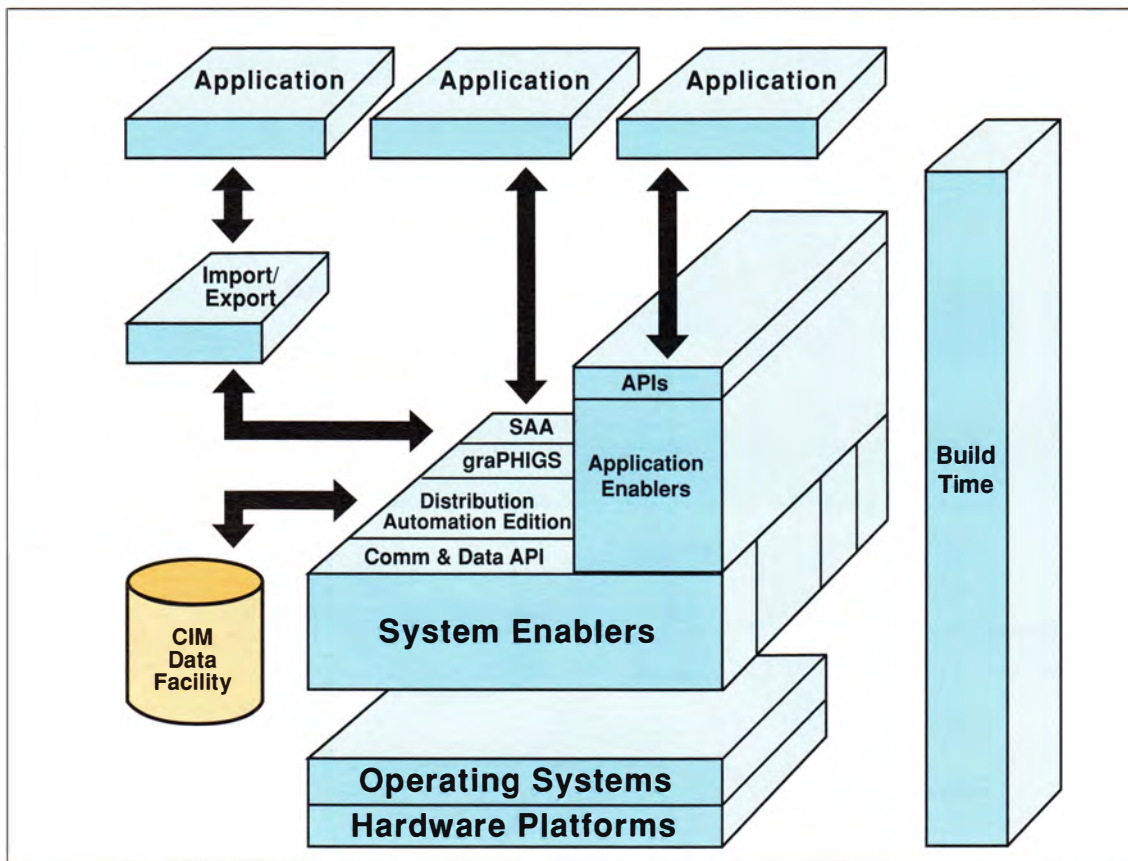 Application
Application
Application
Import/
Export
APIs
SAA
graPHIGS
Application
Enablers
Distribution
Automation Edition
Comm & Data API
System Enablers
CIM
Data
Facility
Operating Systems
Hardware Platforms
Build
Time